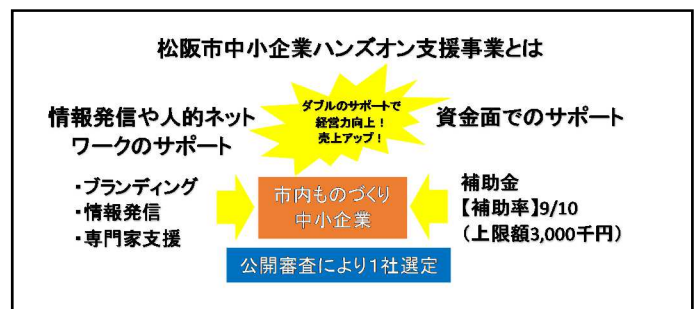 松阪市中小企業ハンズオン支援事業とは
ダブルのサポートで
経営力向上！
売上アップ！
情報発信や人的ネット
ワークのサポート
・ブランディング
・情報発信
・専門家支援
市内ものづくり
中小企業
資金面でのサポート
補助金
【補助率】9/10
（上限額3,000千円）
公開審査により1社選定